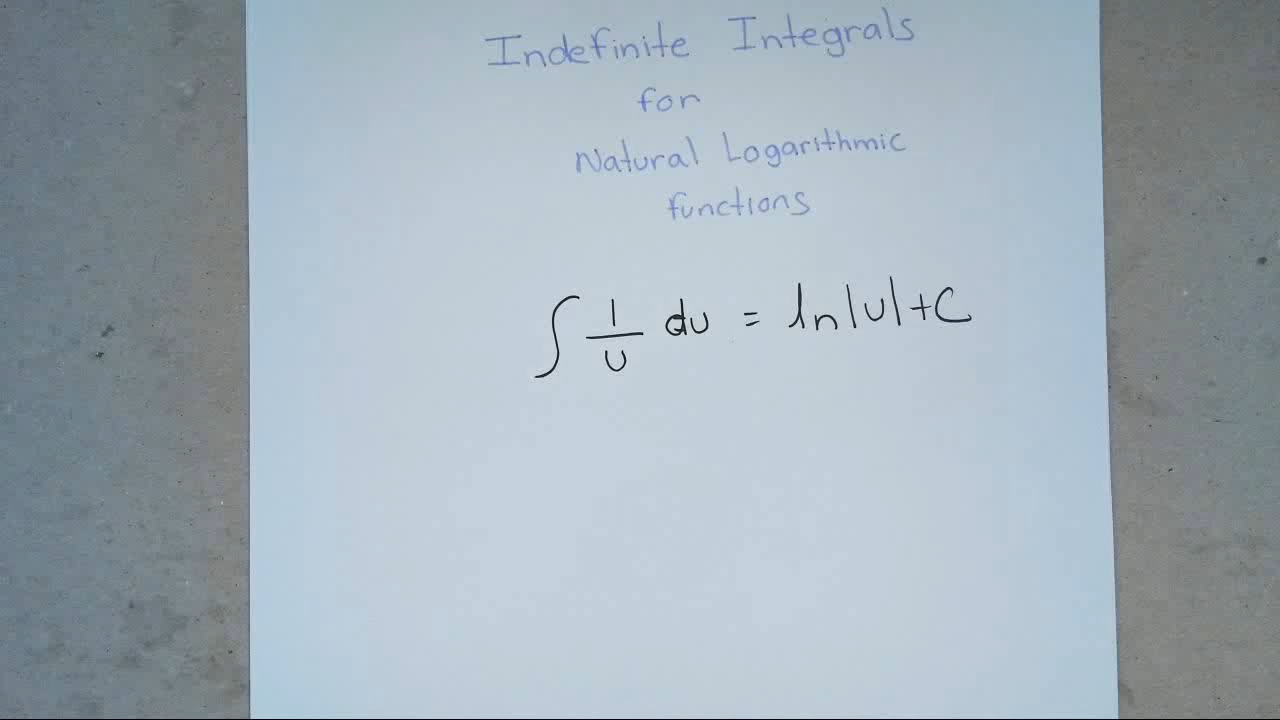 Indefinite Integrals
for
Natural Logarithmic
functions
∫ 1/u du = ln|u|+C